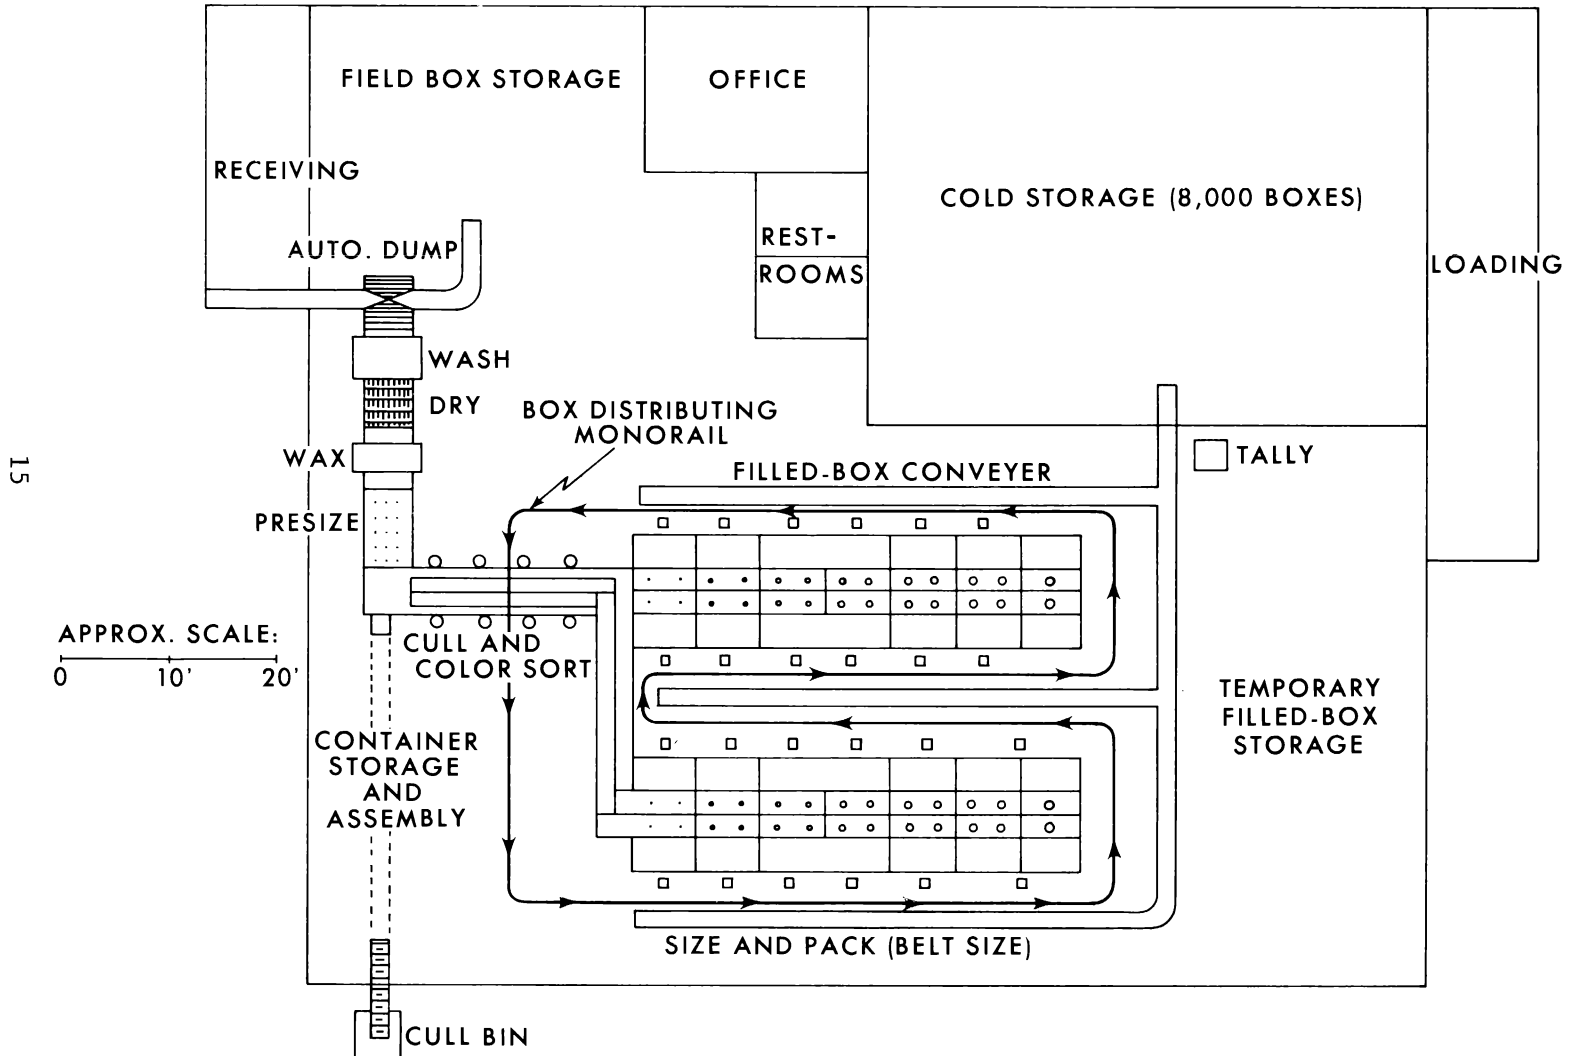 FIELD BOX STORAGE
OFFICE
RECEIVING
COLD STORAGE (8,000 BOXES)
REST-
ROOMS
AUTO. DUMP
LOADING
WASH
DRY
BOX DISTRIBUTING
MONORAIL
WAX
FILLED-BOX CONVEYER
TALLY
15
PRESIZE
APPROX. SCALE:
0 10' 20'
CULL AND
COLOR SORT
TEMPORARY
FILLED-BOX
STORAGE
CONTAINER
STORAGE
AND
ASSEMBLY
SIZE AND PACK (BELT SIZE)
CULL BIN